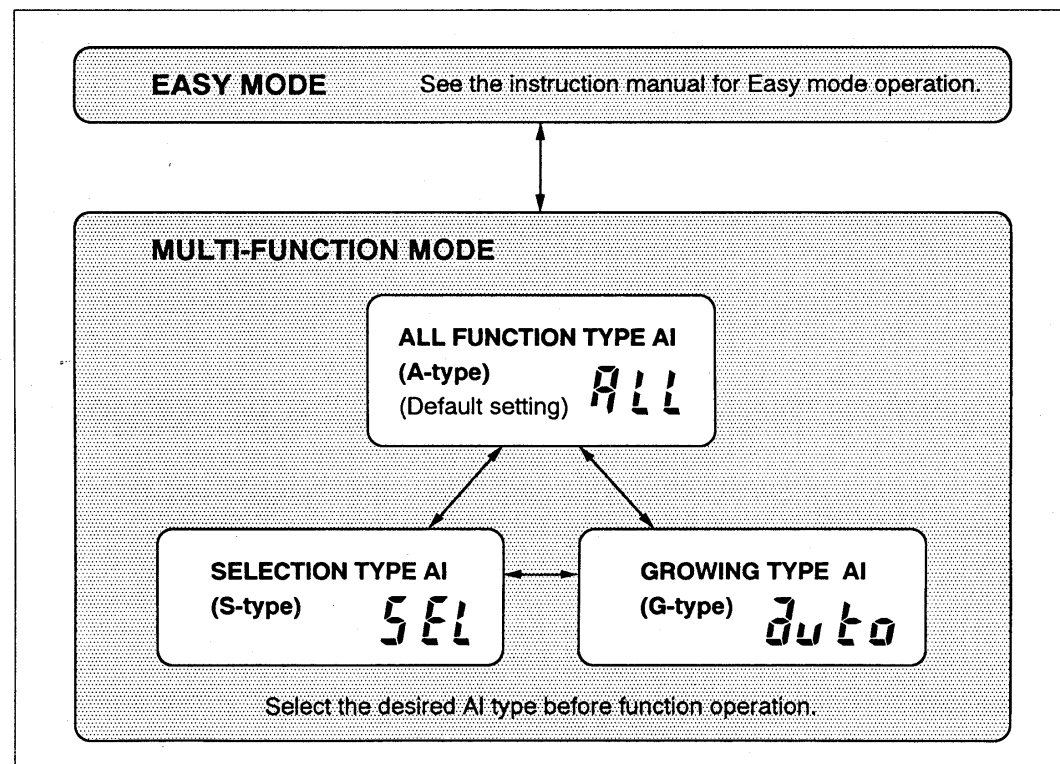 EASY MODE See the instruction manual for Easy mode operation.
MULTI-FUNCTION MODE
ALL FUNCTION TYPE AI
(A-type)
(Default setting) ALL
SELECTION TYPE AI
(S-type) SEL
GROWING TYPE AI
(G-type) auto
Select the desired AI type before function operation.